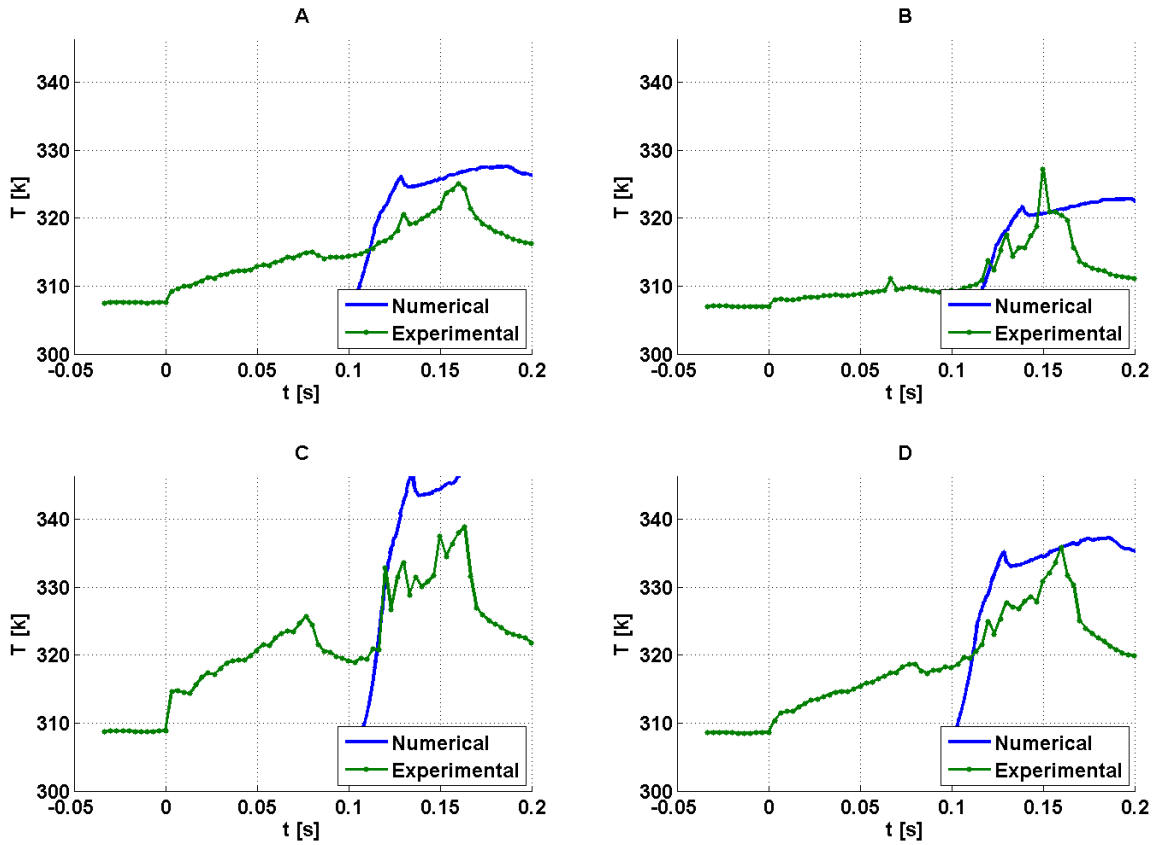 A
B
T [k]
340
330
320
310
300
-0.05
0
0.05
0.1
0.15
0.2
t [s]
Numerical
Experimental
T [k]
340
330
320
310
300
-0.05
0
0.05
0.1
0.15
0.2
t [s]
Numerical
Experimental
C
D
T [k]
340
330
320
310
300
-0.05
0
0.05
0.1
0.15
0.2
t [s]
Numerical
Experimental
T [k]
340
330
320
310
300
-0.05
0
0.05
0.1
0.15
0.2
t [s]
Numerical
Experimental